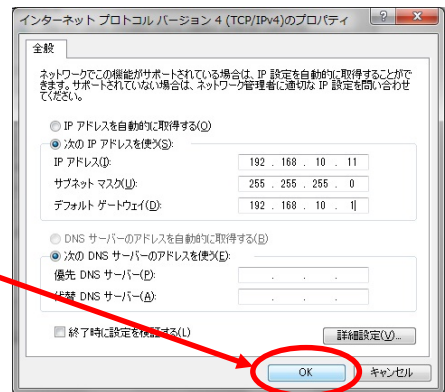 インターネット プロトコル バージョン 4 (TCP/IPv4)のプロパティ
全般
ネットワークでこの機能がサポートされている場合は、IP 設定を自動的に取得することがで
きます。サポートされていない場合は、ネットワーク管理者に適切な IP 設定を問い合わせ
てください。
IP アドレスを自動的に取得する(O)
次の IP アドレスを使う(S):
IP アドレス(I): 192 . 168 . 10 . 11
サブネット マスク(U): 255 . 255 . 255 . 0
デフォルト ゲートウェイ(D): 192 . 168 . 10 . 1
DNS サーバーのアドレスを自動的に取得する(B)
次の DNS サーバーのアドレスを使う(E):
優先 DNS サーバー(P): . . .
代替 DNS サーバー(A): . . .
終了時に設定を検証する(L)
詳細設定(V)...
OK キャンセル